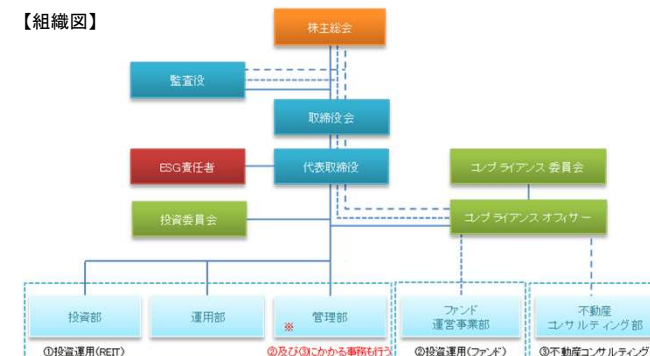 【組織図】
株主総会
監査役
取締役会
ESG責任者
代表取締役
コンプライアンス 委員会
投資委員会
コンプライアンス オフィサー
投資部
運用部
※
管理部
ファンド
運営事業部
不動産
コンサルティング部
①投資運用(REIT)
②及び③にかかる事務も行う
②投資運用(ファンド)
③不動産コンサルティング